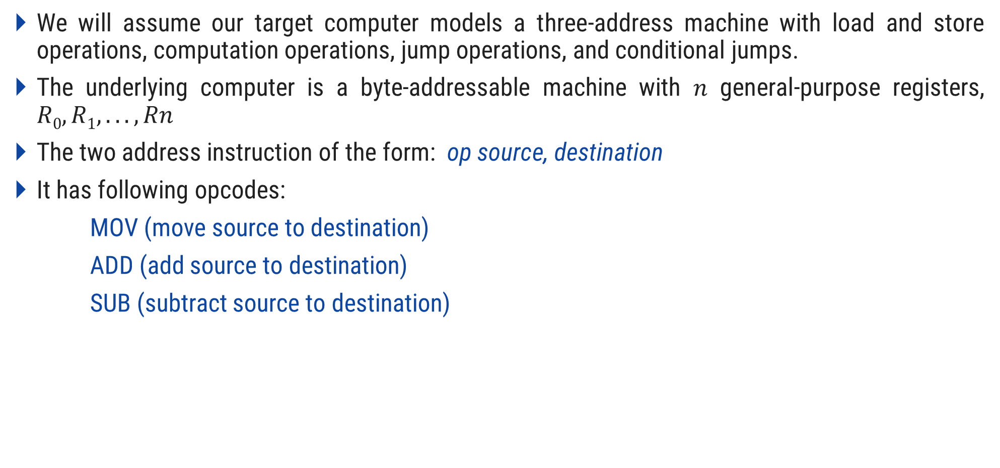 We will assume our target computer models a three-address machine with load and store
operations, computation operations, jump operations, and conditional jumps.
The underlying computer is a byte-addressable machine with n general-purpose registers,
R₀, R₁, . . . , Rn
The two address instruction of the form: op source, destination
It has following opcodes:
MOV (move source to destination)
ADD (add source to destination)
SUB (subtract source to destination)